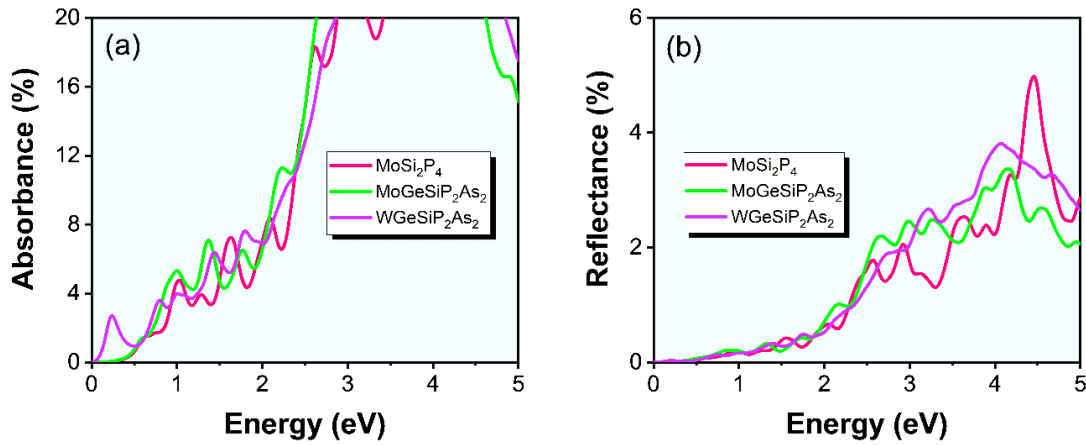 (a)
Absorbance (%)
20
16
12
8
4
0
MoSi₂P₄
MoGeSiP₂As₂
WGeSiP₂As₂
0 1 2 3 4 5
Energy (eV)
(b)
Reflectance (%)
6
4
2
0
MoSi₂P₄
MoGeSiP₂As₂
WGeSiP₂As₂
0 1 2 3 4 5
Energy (eV)